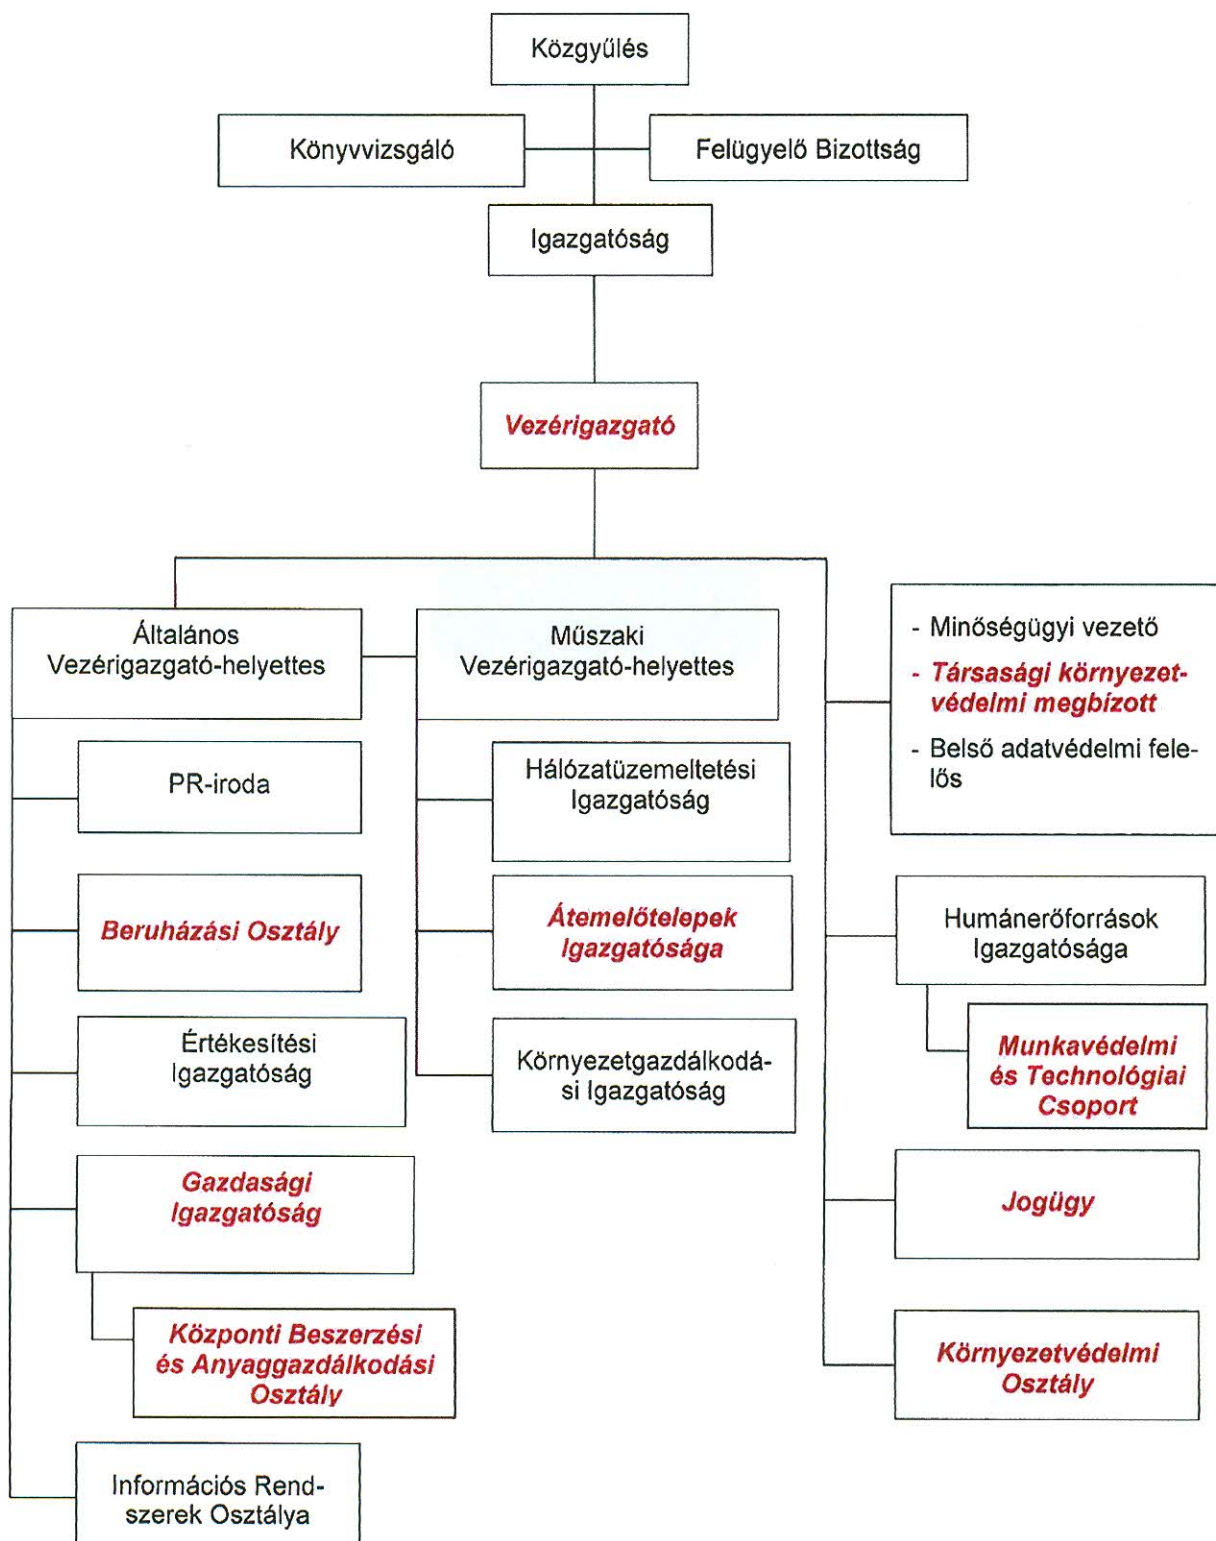 Közgyűlés
Könyvvizsgáló
Felügyelő Bizottság
Igazgatóság
Vezérigazgató
Általános
Vezérigazgató-helyettes
Műszaki
Vezérigazgató-helyettes
- Minőségügyi vezető
- Társasági környezet-
védelmi megbízott
- Belső adatvédelmi fele-
lős
PR-iroda
Hálózatüzemeltetési
Igazgatóság
Beruházási Osztály
Átemelőtelepek
Igazgatósága
Humánerőforrások
Igazgatósága
Munkavédelmi
és Technológiai
Csoport
Értékesítési
Igazgatóság
Környezetgazdálkodá-
si Igazgatóság
Gazdasági
Igazgatóság
Jogügy
Központi Beszerzési
és Anyaggazdálkodási
Osztály
Környezetvédelmi
Osztály
Információs Rend-
szerek Osztálya